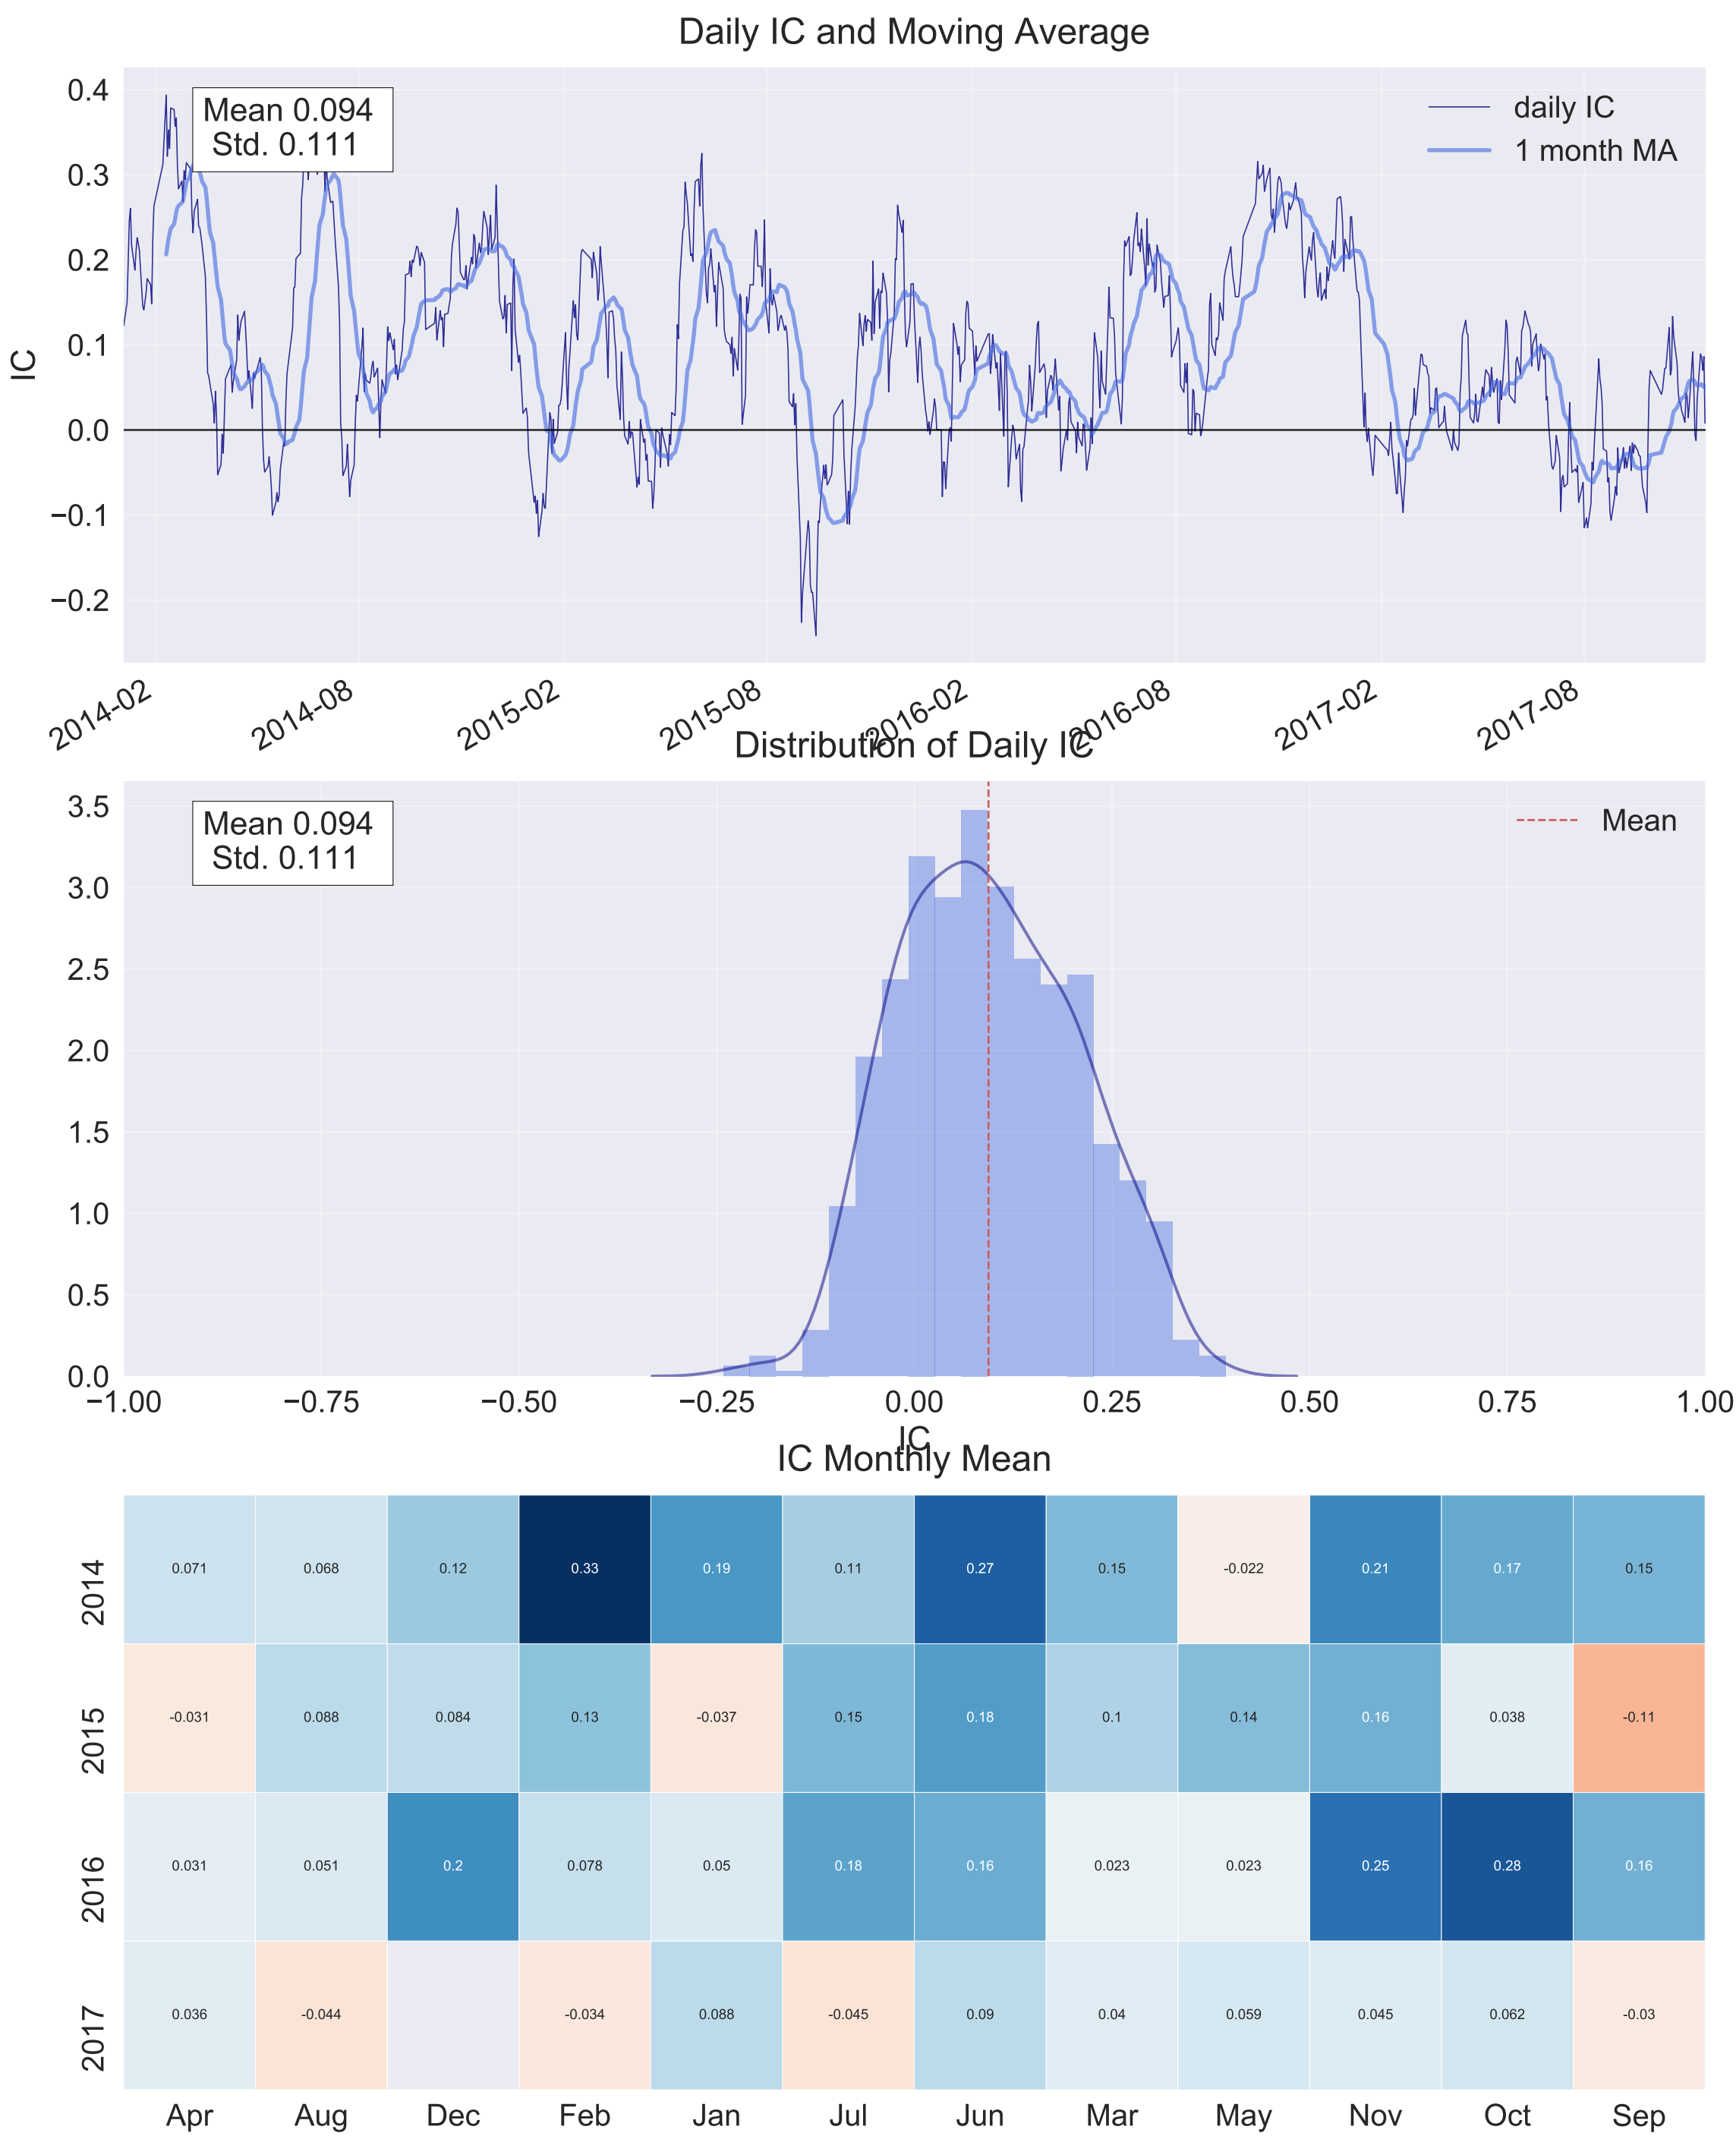 Daily IC and Moving Average
0.4
0.3
0.2
0.1
0.0
−0.1
−0.2
IC
Mean 0.094
Std. 0.111
daily IC
1 month MA
2014-02
2014-08
2015-02
2015-08
2016-02
2016-08
2017-02
2017-08
Distribution of Daily IC
3.5
3.0
2.5
2.0
1.5
1.0
0.5
0.0
Mean 0.094
Std. 0.111
Mean
−1.00 −0.75 −0.50 −0.25 0.00 0.25 0.50 0.75 1.00
IC
IC Monthly Mean
2014 0.071 0.068 0.12 0.33 0.19 0.11 0.27 0.15 -0.022 0.21 0.17 0.15
2015 -0.031 0.088 0.084 0.13 -0.037 0.15 0.18 0.1 0.14 0.16 0.038 -0.11
2016 0.031 0.051 0.2 0.078 0.05 0.18 0.16 0.023 0.023 0.25 0.28 0.16
2017 0.036 -0.044 -0.034 0.088 -0.045 0.09 0.04 0.059 0.045 0.062 -0.03
Apr Aug Dec Feb Jan Jul Jun Mar May Nov Oct Sep